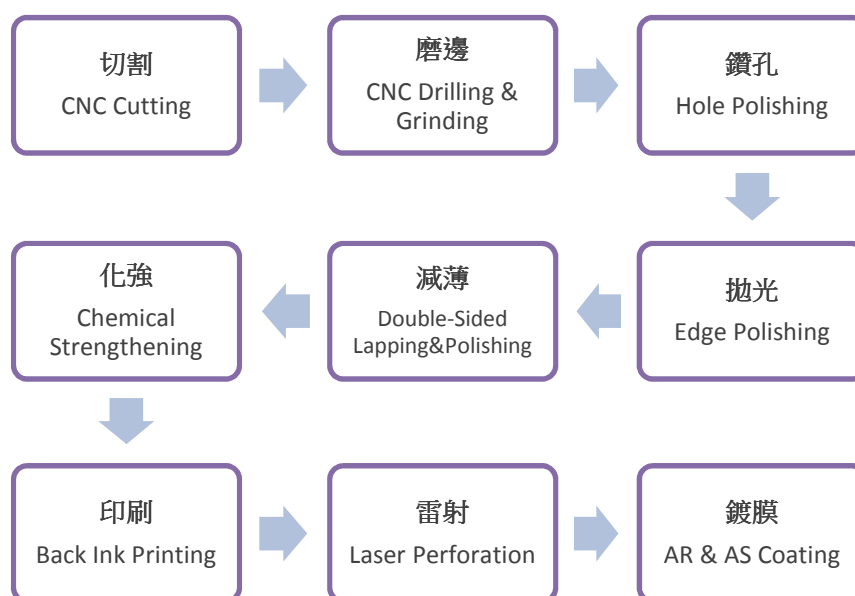 切割
CNC Cutting
磨邊
CNC Drilling &
Grinding
鑽孔
Hole Polishing
拋光
Edge Polishing
減薄
Double-Sided
Lapping&Polishing
化強
Chemical
Strengthening
印刷
Back Ink Printing
雷射
Laser Perforation
鍍膜
AR & AS Coating